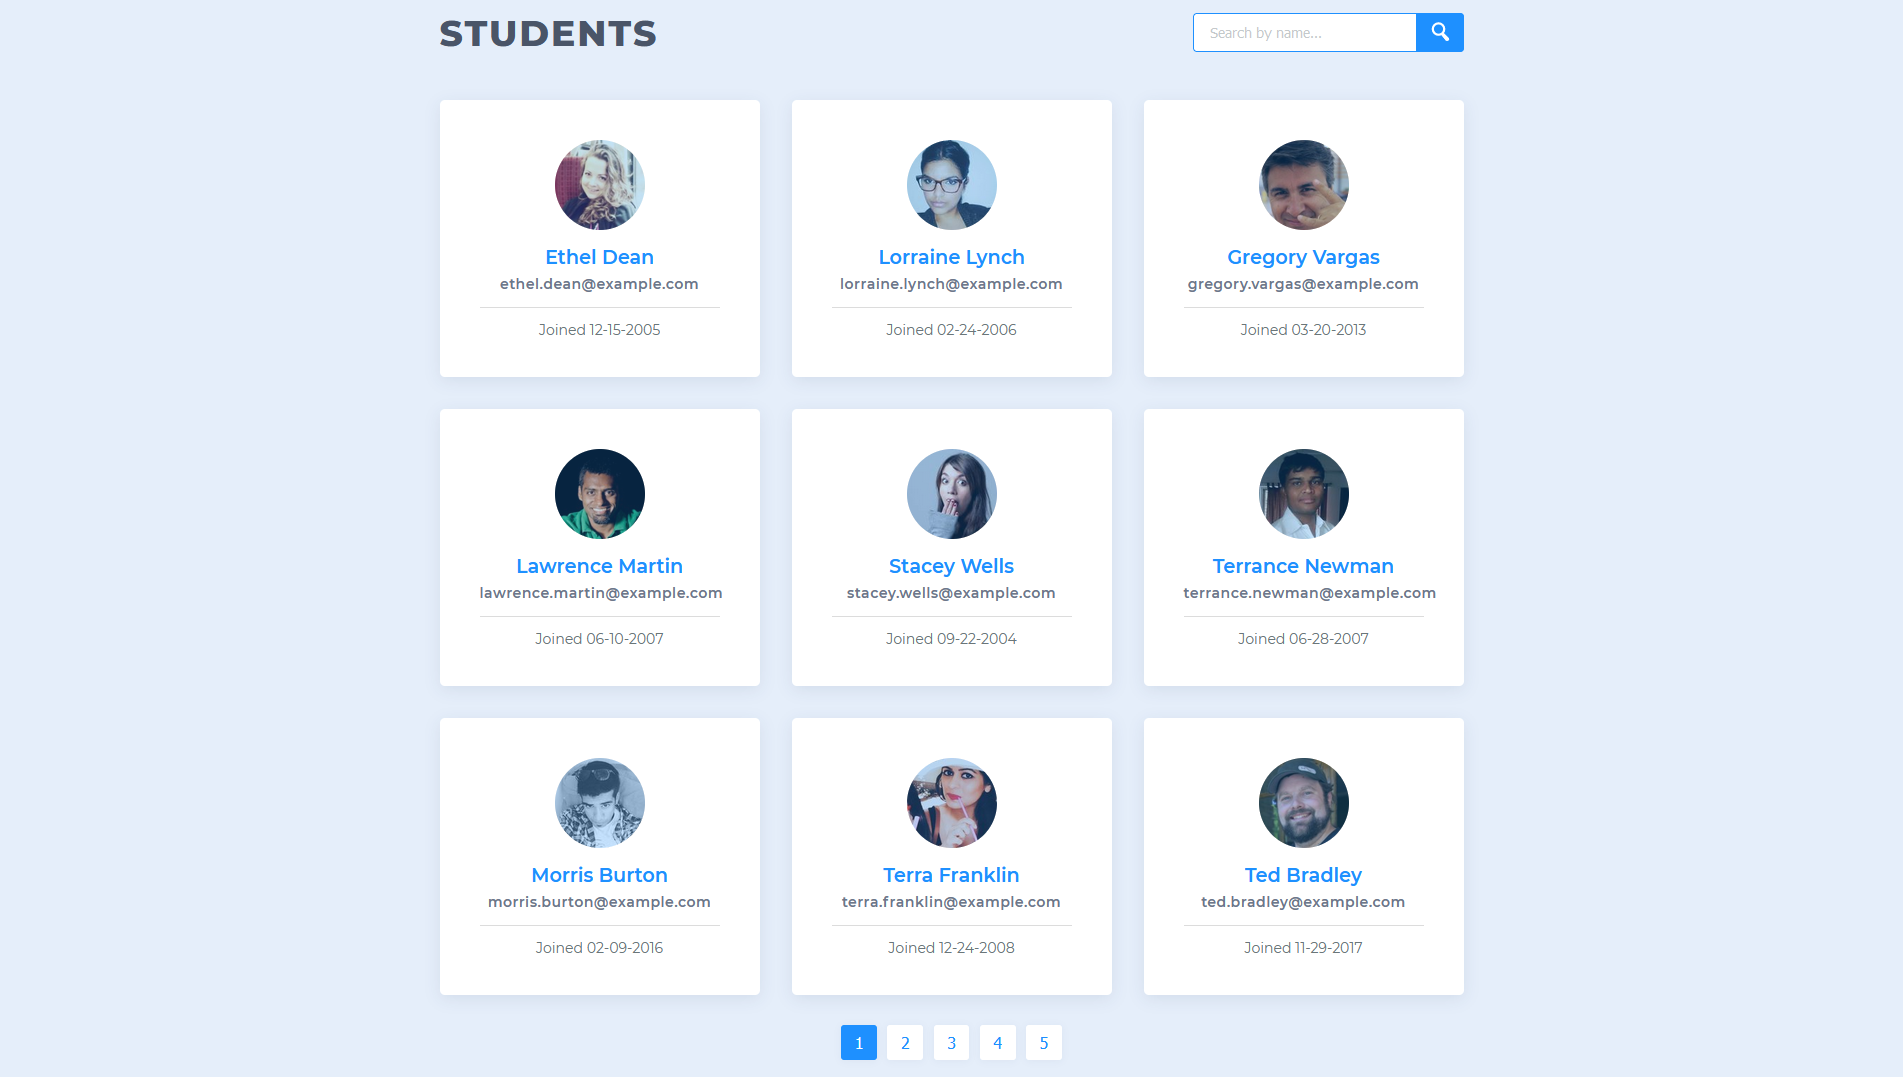 STUDENTS
Search by name...
Ethel Dean
ethel.dean@example.com
Joined 12-15-2005
Lorraine Lynch
lorraine.lynch@example.com
Joined 02-24-2006
Gregory Vargas
gregory.vargas@example.com
Joined 03-20-2013
Lawrence Martin
lawrence.martin@example.com
Joined 06-10-2007
Stacey Wells
stacey.wells@example.com
Joined 09-22-2004
Terrance Newman
terrance.newman@example.com
Joined 06-28-2007
Morris Burton
morris.burton@example.com
Joined 02-09-2016
Terra Franklin
terra.franklin@example.com
Joined 12-24-2008
Ted Bradley
ted.bradley@example.com
Joined 11-29-2017
1 2 3 4 5